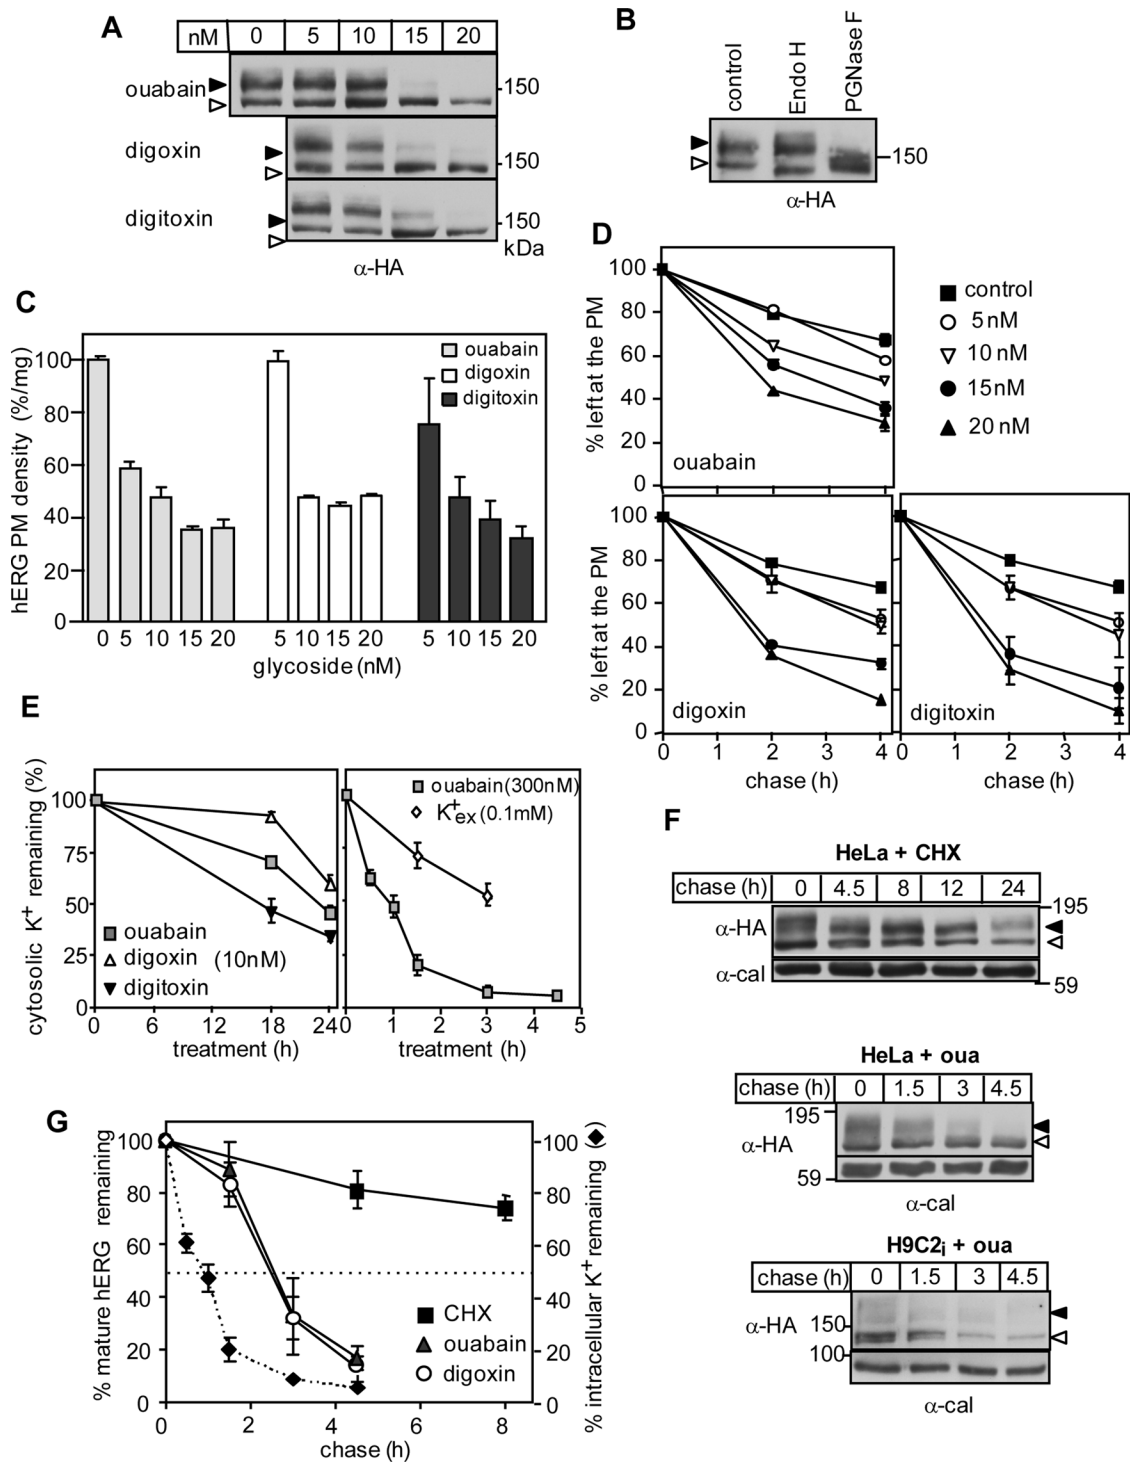 A
nM 0 5 10 15 20
ouabain
150
digoxin
150
digitoxin
150
kDa
α-HA
B
control
Endo H
PGNase F
150
α-HA
C
hERG PM density (%/mg)
100
80
60
40
20
0
ouabain
digoxin
digitoxin
0 5 10 15 20 5 10 15 20 5 10 15 20
glycoside (nM)
D
% left at the PM
100
80
60
40
20
0
ouabain
control
5 nM
10 nM
15 nM
20 nM
% left at the PM
100
80
60
40
20
0
digoxin
digitoxin
0 1 2 3 4 0 1 2 3 4
chase (h)
chase (h)
E
cytosolic K+ remaining (%)
100
75
50
25
0
ouabain
digoxin (10nM)
digitoxin
0 6 12 18 24
treatment (h)
ouabain (300nM)
K+ex (0.1mM)
0 1 2 3 4 5
treatment (h)
F
HeLa + CHX
chase (h) 0 4.5 8 12 24
195
α-HA
α-cal
59
HeLa + oua
chase (h) 0 1.5 3 4.5
195
α-HA
59
α-cal
H9C2i + oua
chase (h) 0 1.5 3 4.5
α-HA 150
100
α-cal
G
% mature hERG remaining
100
80
60
40
20
0
CHX
ouabain
digoxin
100
80
60
40
20
0
% intracellular K+ remaining (◆)
0 2 4 6 8
chase (h)